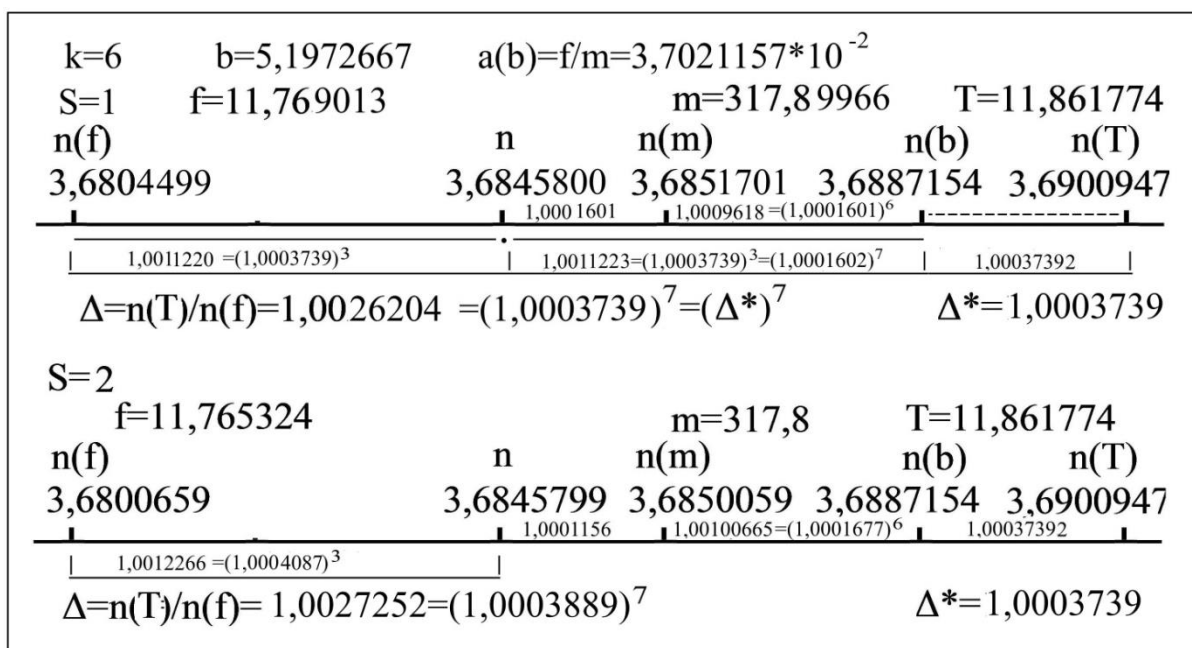 k=6 b=5,1972667 a(b)=f/m=3,7021157*10⁻²
S=1 f=11,769013 m=317,89966 T=11,861774
n(f) n n(m) n(b) n(T)
3,6804499 3,6845800 3,6851701 3,6887154 3,6900947
1,0001601 1,0009618 =(1,0001601)⁶
1,0011220 =(1,0003739)³ 1,0011223=(1,0003739)³=(1,0001602)⁷ 1,00037392
Δ=n(T)/n(f)=1,0026204 =(1,0003739)⁷=(Δ*)⁷ Δ*=1,0003739
S=2
f=11,765324 m=317,8 T=11,861774
n(f) n n(m) n(b) n(T)
3,6800659 3,6845799 3,6850059 3,6887154 3,6900947
1,0001156 1,00100665=(1,0001677)⁶ 1,00037392
1,0012266 =(1,0004087)³
Δ=n(T)/n(f)= 1,0027252=(1,0003889)⁷ Δ*=1,0003739